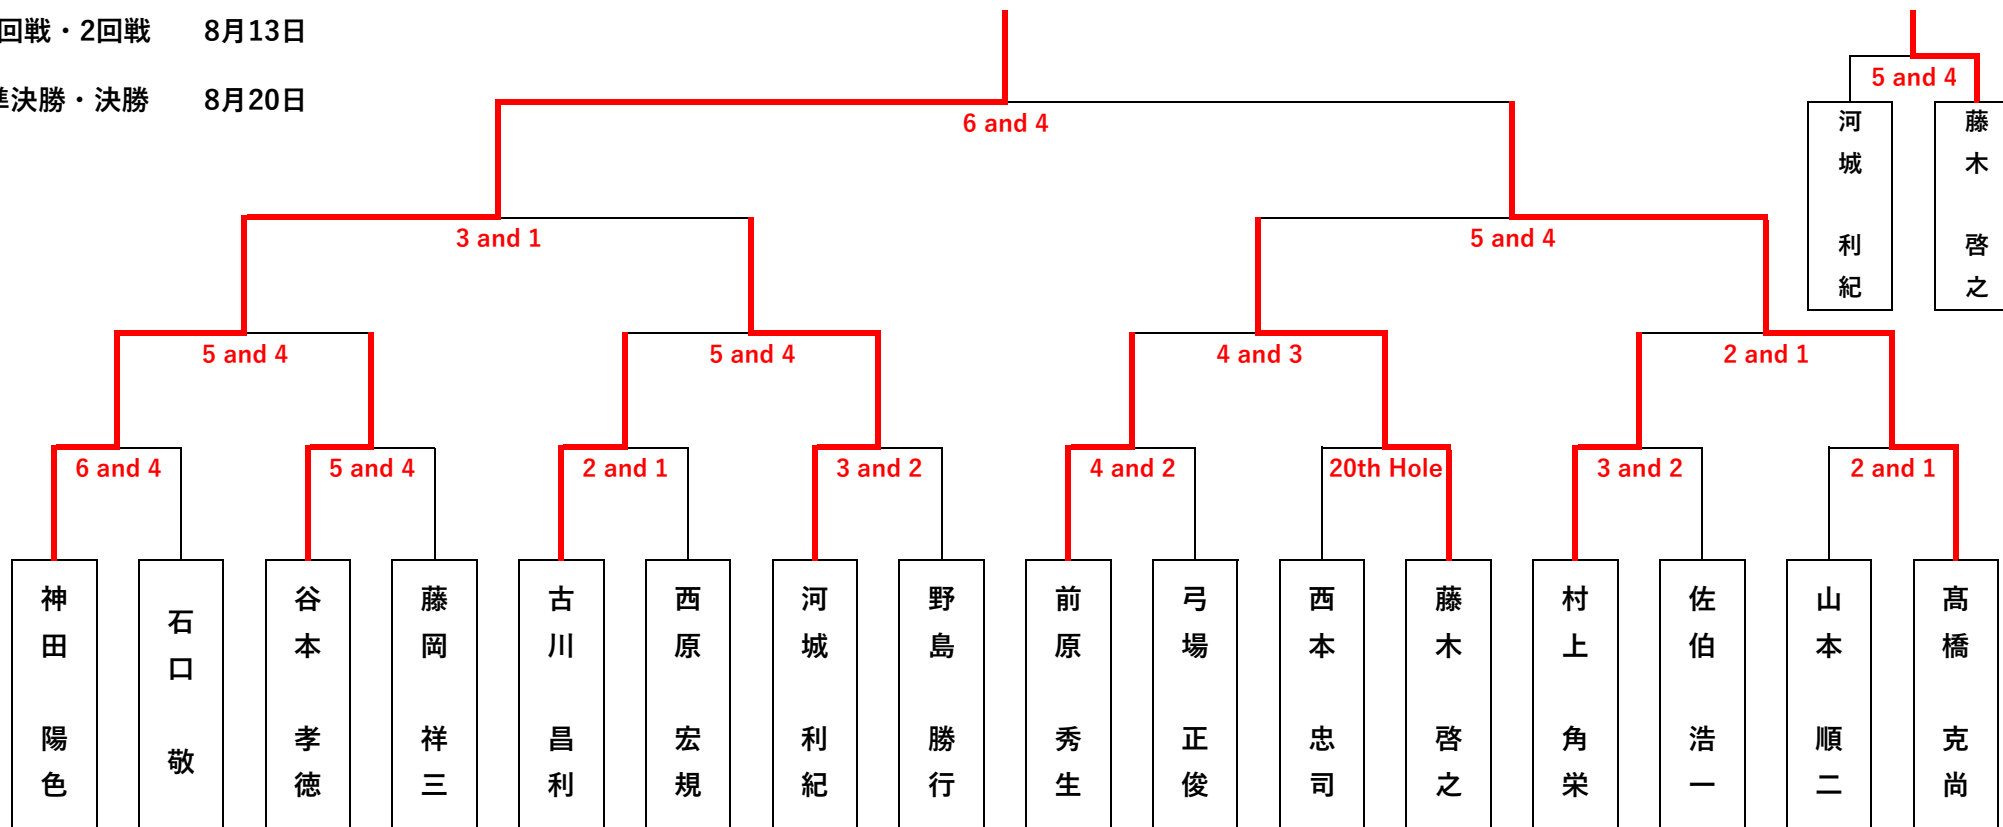 回戦・2回戦 8月13日
準決勝・決勝 8月20日
5 and 4
河城 利紀
藤木 啓之
6 and 4
3 and 1
5 and 4
5 and 4
5 and 4
4 and 3
2 and 1
6 and 4
5 and 4
2 and 1
3 and 2
4 and 2
20th Hole
3 and 2
2 and 1
神田 陽色
石口 敬
谷本 孝徳
藤岡 祥三
古川 昌利
西原 宏規
河城 利紀
野島 勝行
前原 秀生
弓場 正俊
西本 忠司
藤木 啓之
村上 角栄
佐伯 浩一
山本 順二
髙橋 克尚